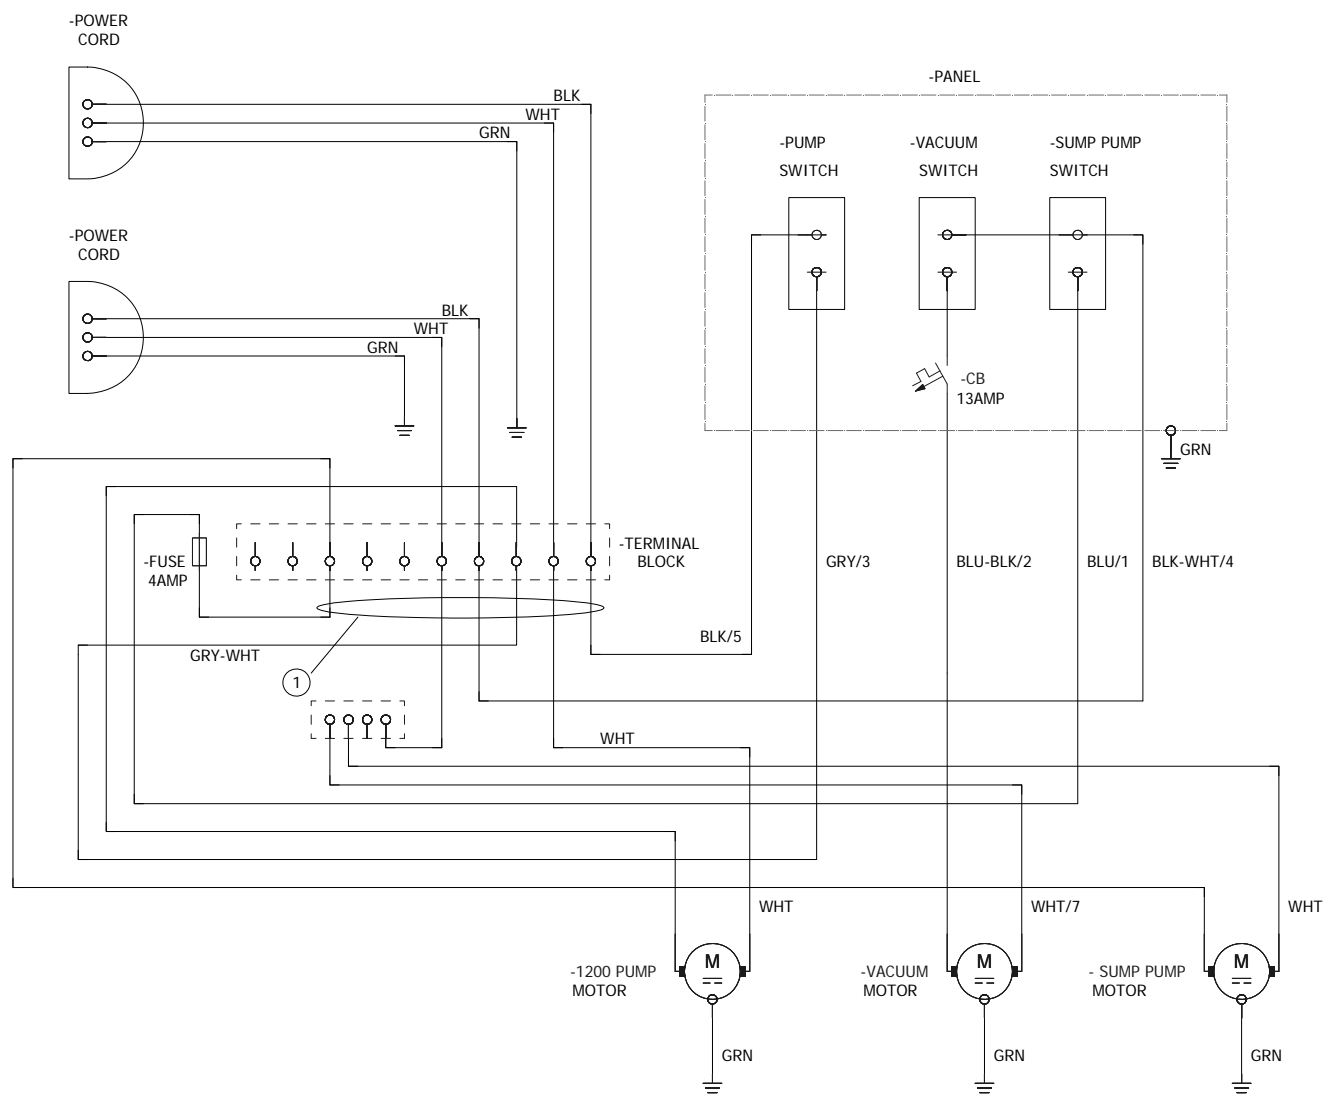 -POWER
CORD
BLK
WHT
GRN
-PANEL
-PUMP
SWITCH
-VACUUM
SWITCH
-SUMP PUMP
SWITCH
-POWER
CORD
BLK
WHT
GRN
-CB
13AMP
GRN
-TERMINAL
BLOCK
-FUSE
4AMP
GRY/3
BLU-BLK/2
BLU/1
BLK-WHT/4
BLK/5
GRY-WHT
1
WHT
WHT
WHT/7
WHT
M
M
M
-1200 PUMP
MOTOR
-VACUUM
MOTOR
- SUMP PUMP
MOTOR
GRN
GRN
GRN